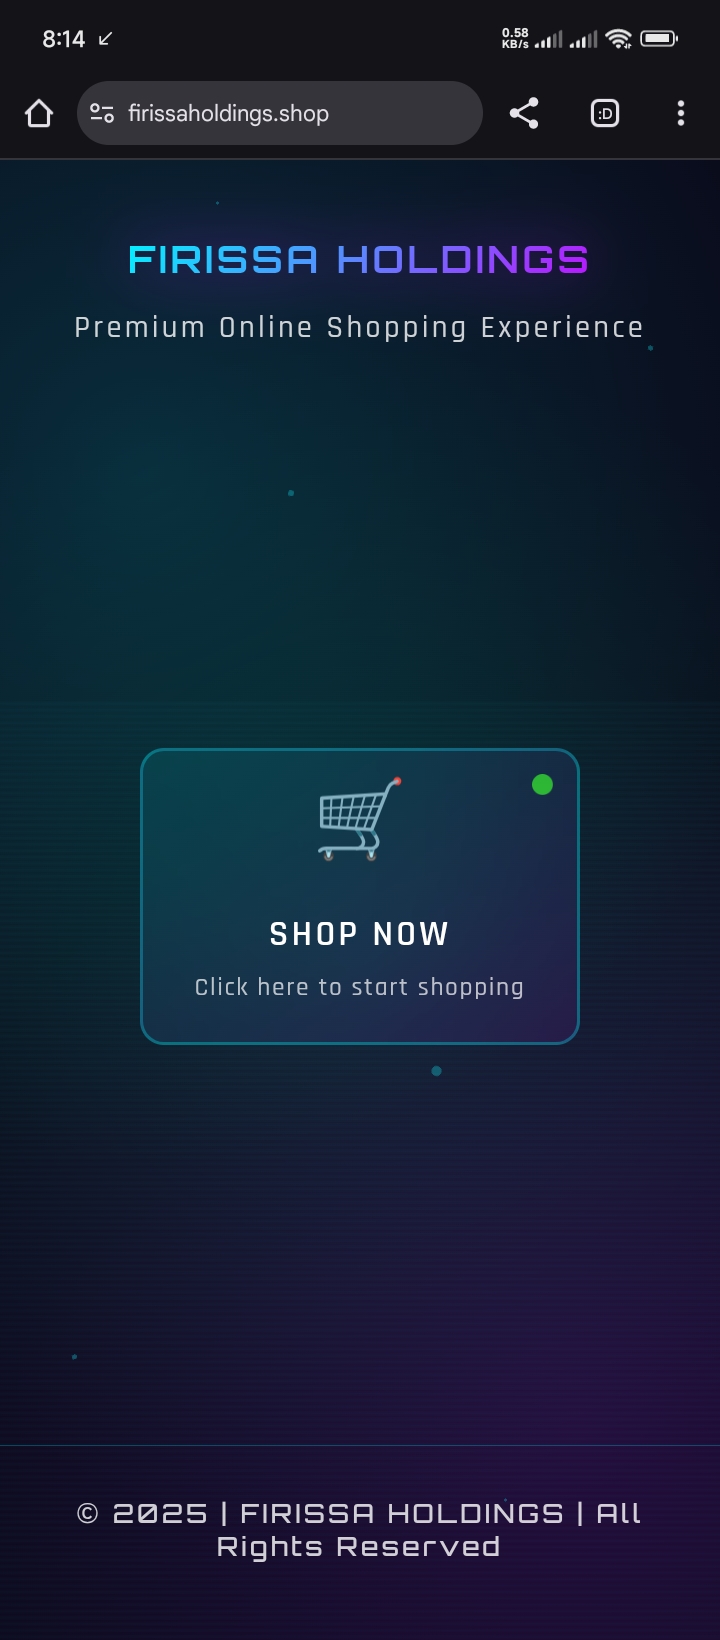 8:14
0.58
KB/s
firissaholdings.shop
:D
FIRISSA HOLDINGS
Premium Online Shopping Experience
SHOP NOW
Click here to start shopping
© 2025 | FIRISSA HOLDINGS | All
Rights Reserved